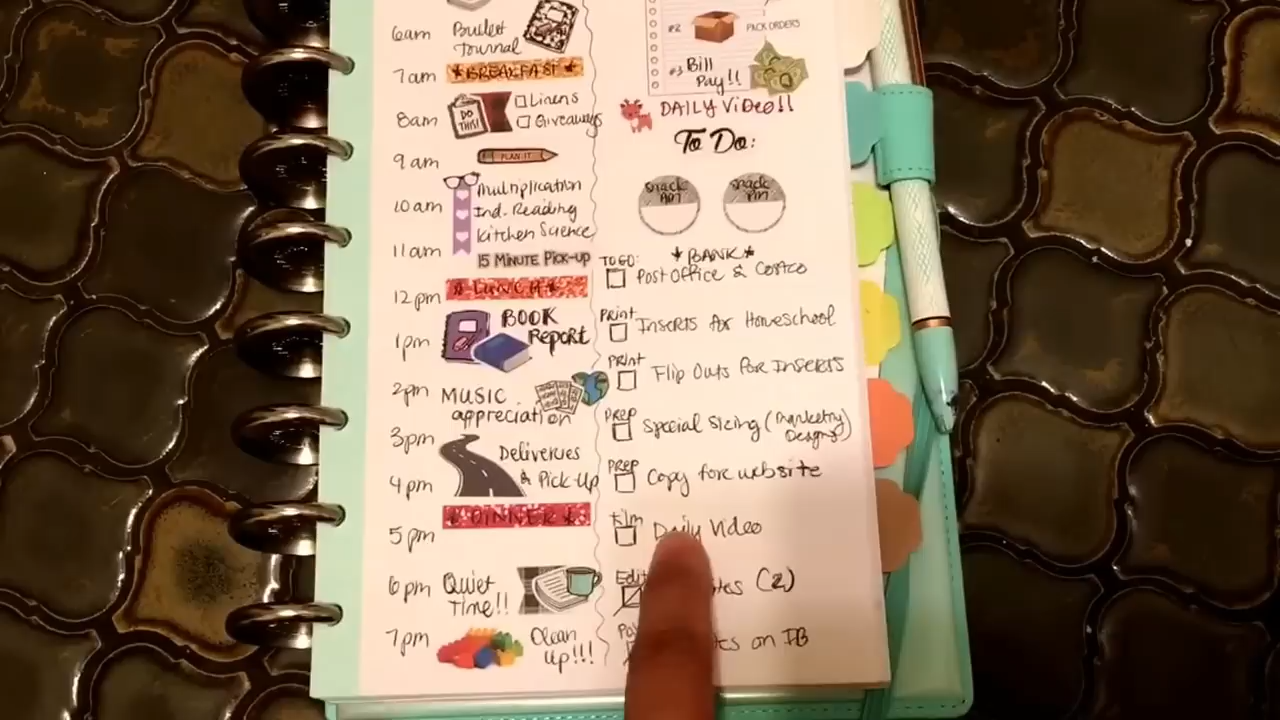 6am Bullet Journal
7am *BREAKFAST*
8am DO THIS! Linens
Giveaways
9am PLAN IT
Multiplication
10am Ind. Reading
Kitchen Science
11am 15 MINUTE PICK-UP
12pm LUNCH
1pm BOOK Report
2pm MUSIC appreciation
3pm Deliveries
4pm & Pick-Up
5pm DINNER
6pm Quiet Time!!
7pm Clean up!!!
#2 PACK ORDERS
#3 Bill Pay!!
DAILY VIDEO!!
To Do:
Snack AM
Snack PM
TO GO: *BANK*
Post Office & Costco
Print Inserts for Homeschool
PRINT Flip Outs for Inserts
PREP Special Sizing (Marketing Designs)
PREP Copy for website
Film Daily Video
Edit (2)
on IB